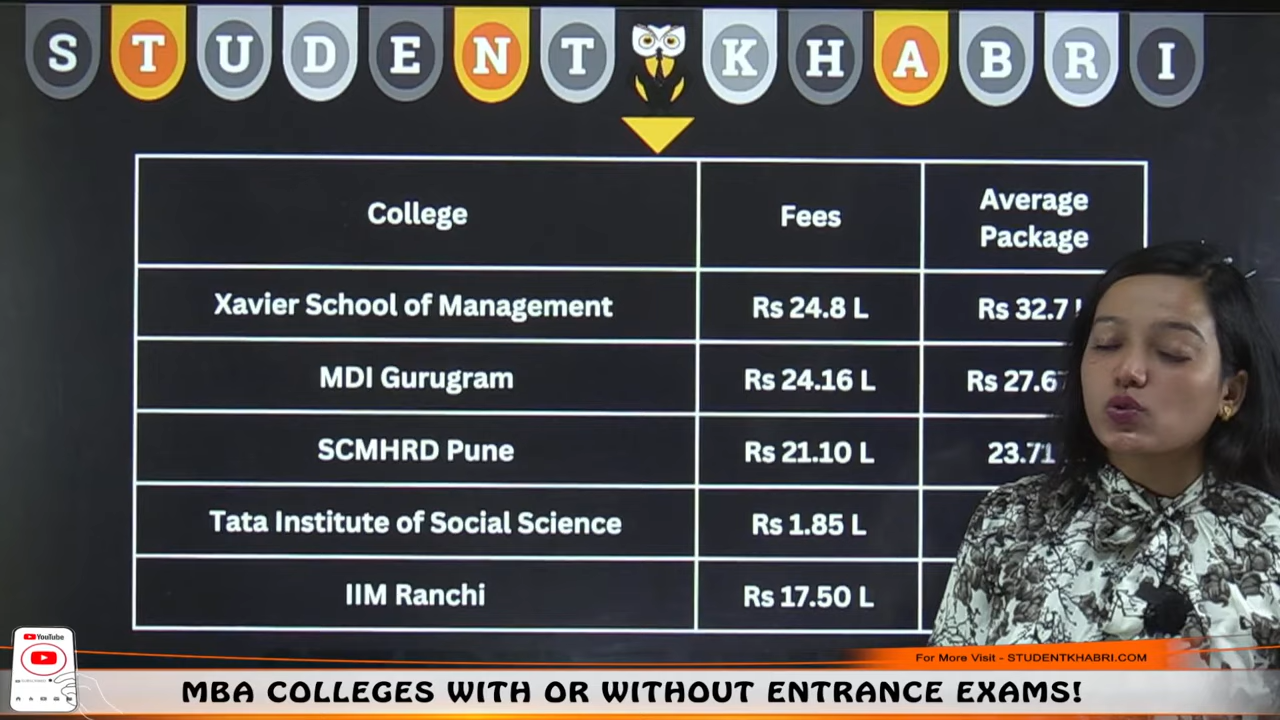 STUDENT KHABRI
College Fees Average Package
Xavier School of Management Rs 24.8 L Rs 32.7
MDI Gurugram Rs 24.16 L Rs
SCMHRD Pune Rs 21.10 L 23.71
Tata Institute of Social Science Rs 1.85 L
IIM Ranchi Rs 17.50 L
YouTube
For More Visit - STUDENTKHABRI.COM
MBA COLLEGES WITH OR WITHOUT ENTRANCE EXAMS!